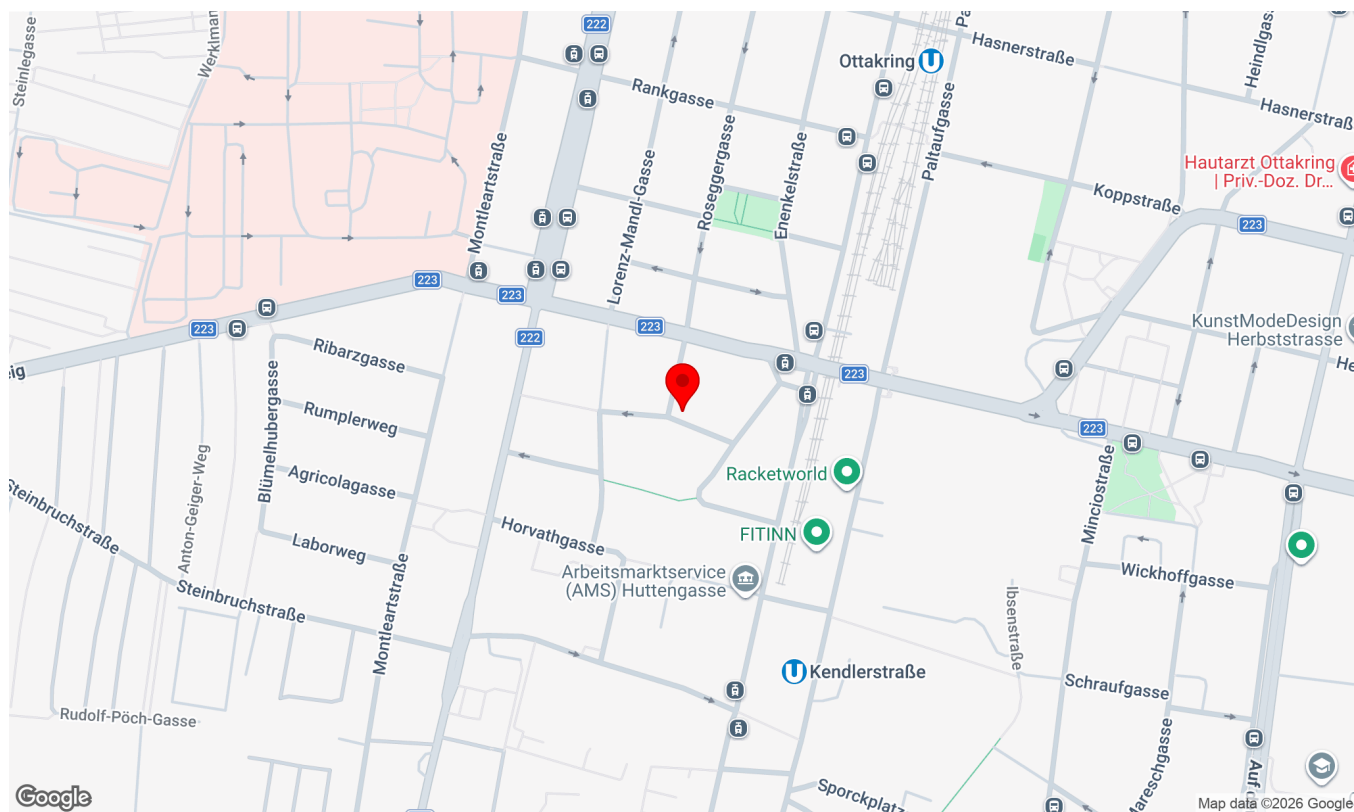 222
Hasnerstraße
Ottakring
Heindlgasse
Steinlegasse
Rankgasse
Hasnerstraße
Paltaufgasse
Montleartstraße
Lorenz-Mandl-Gasse
Roseggergasse
Enenkelstraße
Hautarzt Ottakring
| Priv.-Doz. Dr...
Koppstraße
223
223
223
223
223
222
KunstModeDesign
Herbststrasse
Ribarzgasse
Rumplerweg
Blümelhubergasse
Agricolagasse
Anton-Geiger-Weg
223
223
Racketworld
Minciostraße
Steinbruchstraße
Horvathgasse
FITINN
Laborweg
Arbeitsmarktservice
(AMS) Huttengasse
Wickhoffgasse
Steinbruchstraße
Montleartstraße
Ibsenstraße
Kendlerstraße
Schraufgasse
Rudolf-Pöch-Gasse
Mareschgasse
Sporckplatz
Google
Map data ©2026 Google